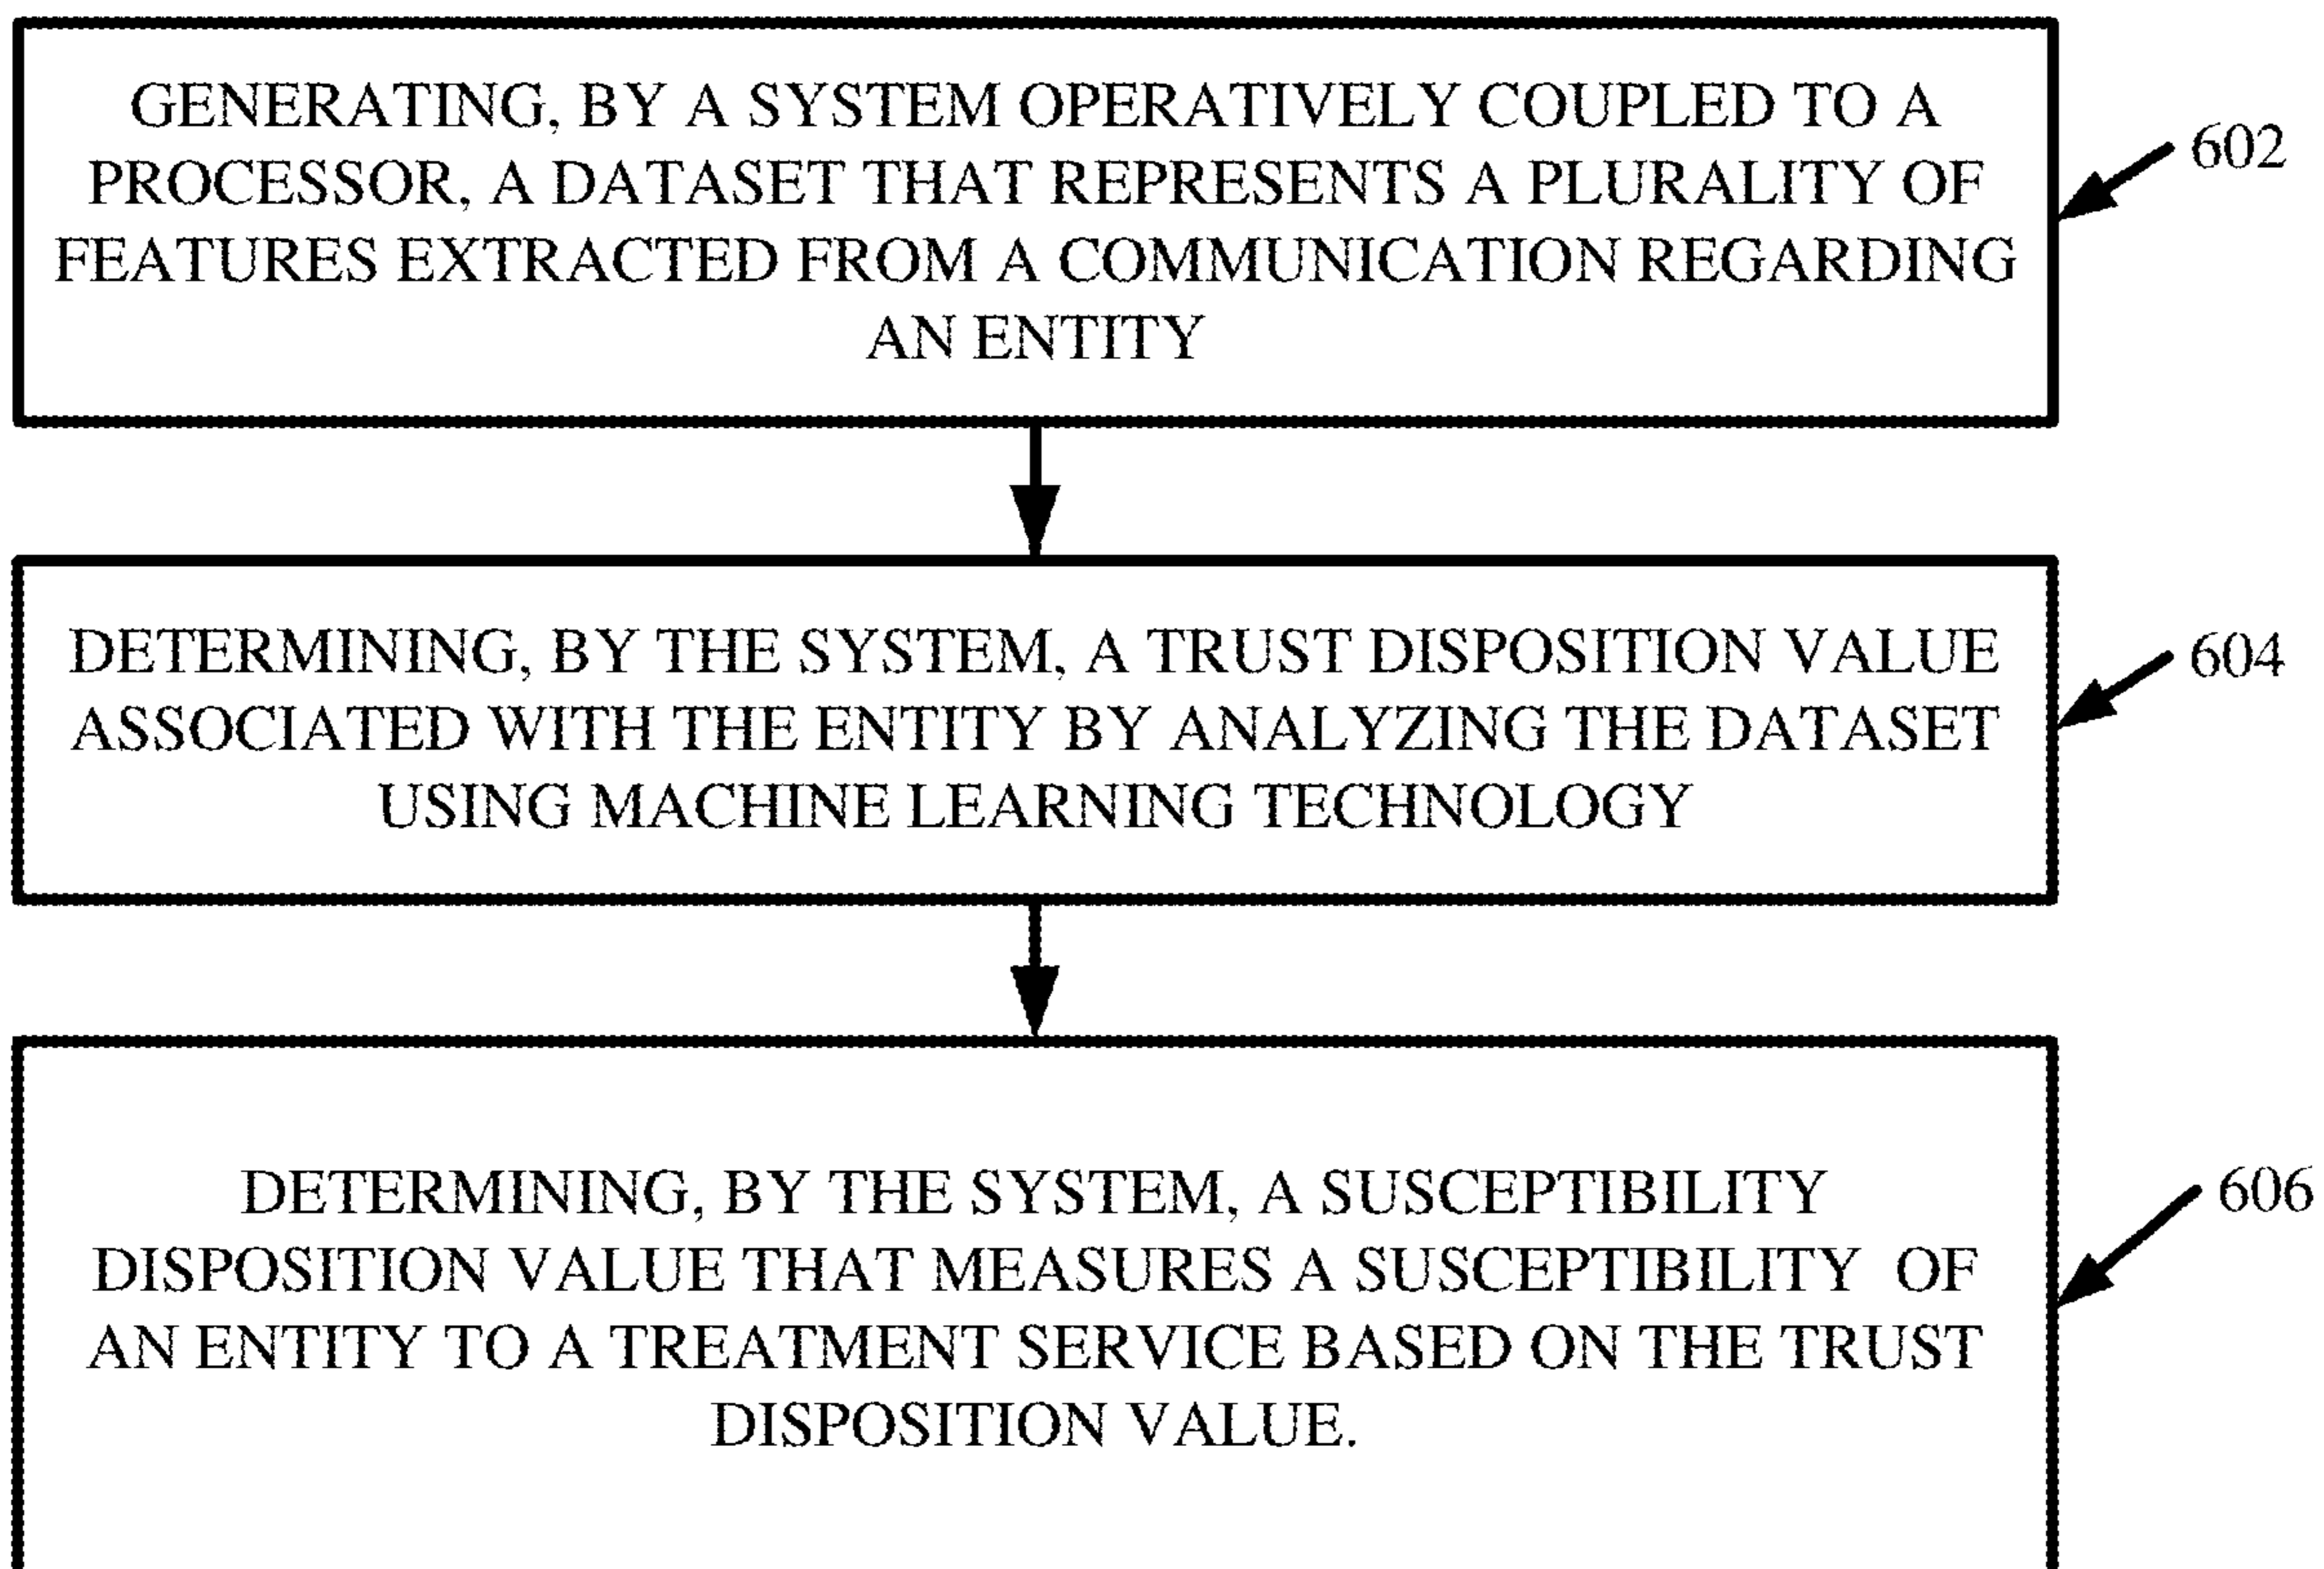 GENERATING, BY A SYSTEM OPERATIVELY COUPLED TO A
PROCESSOR, A DATASET THAT REPRESENTS A PLURALITY OF
FEATURES EXTRACTED FROM A COMMUNICATION REGARDING
AN ENTITY
602
DETERMINING, BY THE SYSTEM, A TRUST DISPOSITION VALUE
ASSOCIATED WITH THE ENTITY BY ANALYZING THE DATASET
USING MACHINE LEARNING TECHNOLOGY
604
DETERMINING, BY THE SYSTEM, A SUSCEPTIBILITY
DISPOSITION VALUE THAT MEASURES A SUSCEPTIBILITY OF
AN ENTITY TO A TREATMENT SERVICE BASED ON THE TRUST
DISPOSITION VALUE.
606